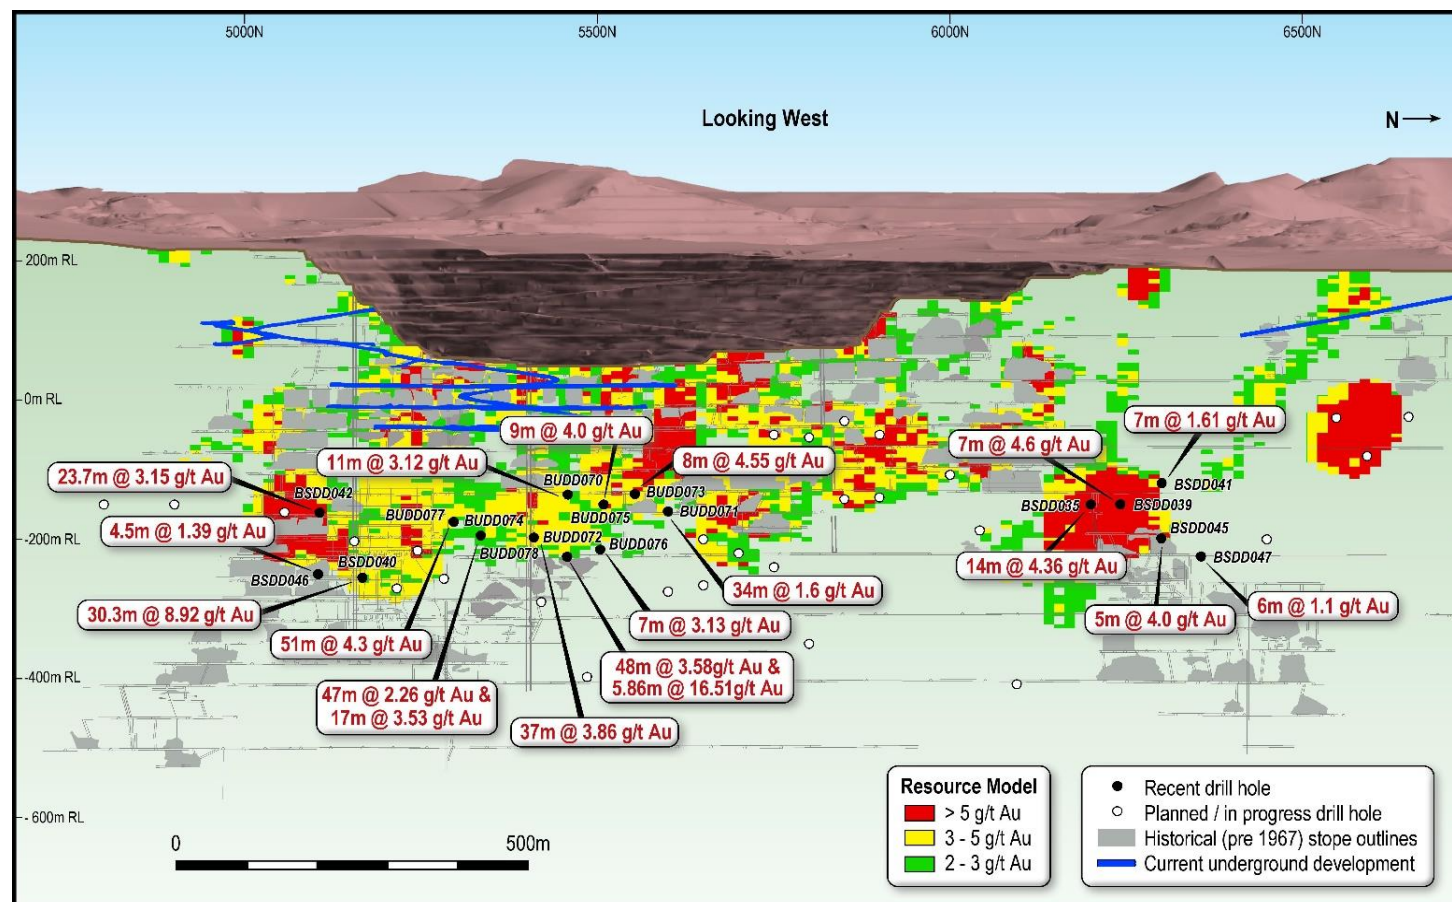 5000N
5500N
6000N
6500N
Looking West
N
200m RL
0m RL
-200m RL
- 400m RL
- 600m RL
9m @ 4.0 g/t Au
11m @ 3.12 g/t Au
8m @ 4.55 g/t Au
7m @ 4.6 g/t Au
7m @ 1.61 g/t Au
23.7m @ 3.15 g/t Au
4.5m @ 1.39 g/t Au
30.3m @ 8.92 g/t Au
51m @ 4.3 g/t Au
47m @ 2.26 g/t Au &
17m @ 3.53 g/t Au
37m @ 3.86 g/t Au
48m @ 3.58g/t Au &
5.86m @ 16.51g/t Au
7m @ 3.13 g/t Au
34m @ 1.6 g/t Au
14m @ 4.36 g/t Au
5m @ 4.0 g/t Au
6m @ 1.1 g/t Au
BSDD042
BUDD077
BUDD074
BUDD070
BUDD073
BUDD075
BUDD071
BUDD072
BUDD076
BUDD078
BSDD040
BSDD046
BSDD035
BSDD039
BSDD041
BSDD045
BSDD047
0
500m
Resource Model
> 5 g/t Au
3 - 5 g/t Au
2 - 3 g/t Au
Recent drill hole
Planned / in progress drill hole
Historical (pre 1967) stope outlines
Current underground development